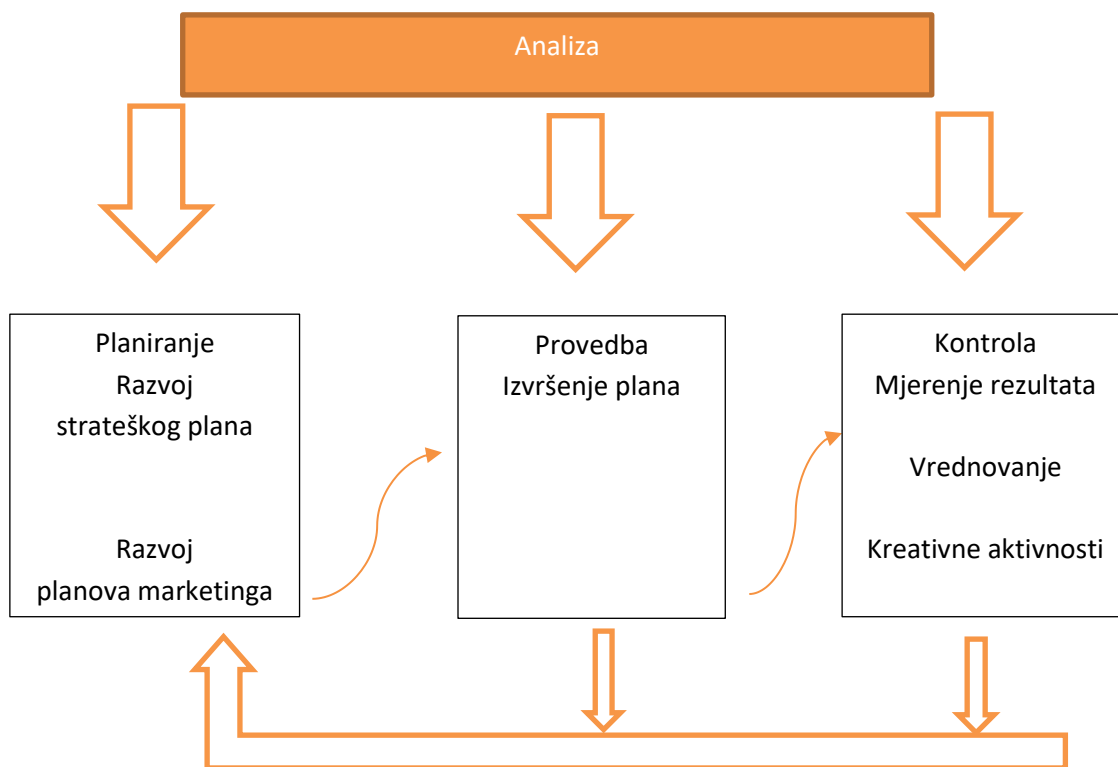 Analiza
Planiranje
Razvoj
strateškog plana
Razvoj
planova marketinga
Provedba
Izvršenje plana
Kontrola
Mjerenje rezultata
Vrednovanje
Kreativne aktivnosti